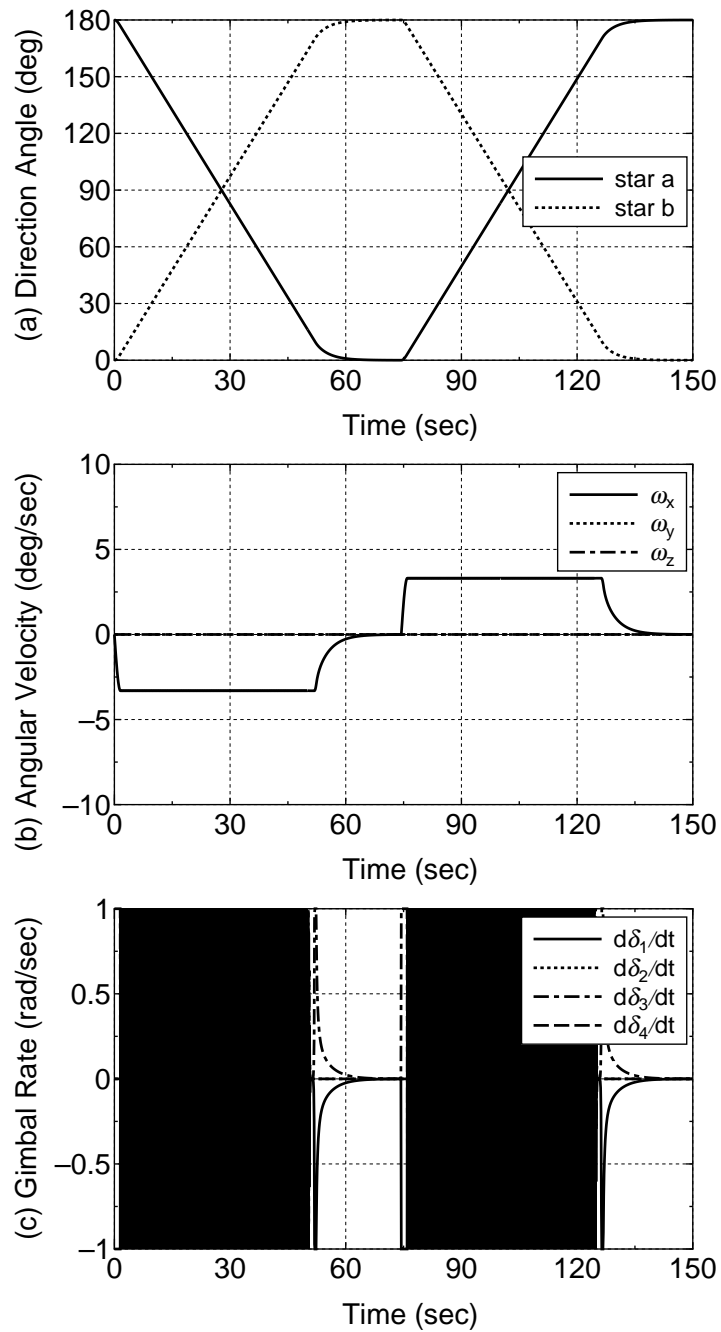 180
150
120
90
60
30
0
(a) Direction Angle (deg)
star a
star b
0 30 60 90 120 150
Time (sec)
10
5
0
−5
−10
(b) Angular Velocity (deg/sec)
ωx
ωy
ωz
0 30 60 90 120 150
Time (sec)
1
0.5
0
−0.5
−1
(c) Gimbal Rate (rad/sec)
dδ1/dt
dδ2/dt
dδ3/dt
dδ4/dt
0 30 60 90 120 150
Time (sec)